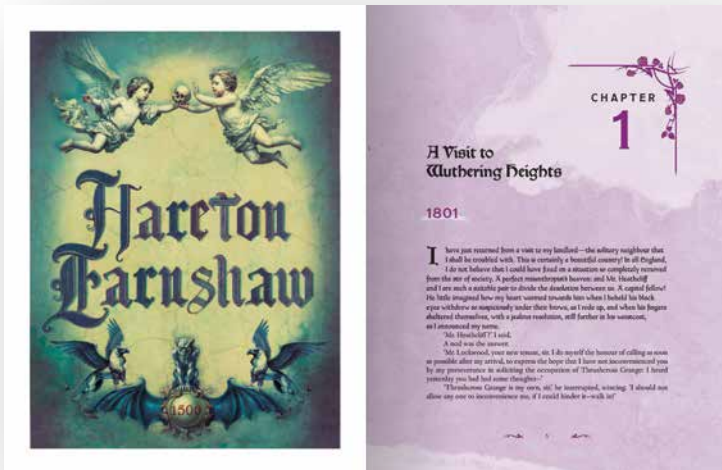 Hareton
Earnshaw
1500
CHAPTER
1
A Visit to
Wuthering Heights
1801
I have just returned from a visit to my landlord—the solitary neighbour that
I shall be troubled with. This is certainly a beautiful country! In all England,
I do not believe that I could have fixed on a situation so completely removed
from the stir of society. A perfect misanthropist's heaven: and Mr. Heathcliff
and I are such a suitable pair to divide the desolation between us. A capital fellow!
He little imagined how my heart warmed towards him when I beheld his black
eyes withdraw so suspiciously under their brows, as I rode up, and when his fingers
sheltered themselves, with a jealous resolution, still further in his waistcoat,
as I announced my name.
'Mr. Heathcliff?' I said.
A nod was the answer.
'Mr. Lockwood, your new tenant, sir. I do myself the honour of calling as soon
as possible after my arrival, to express the hope that I have not inconvenienced you
by my perseverance in soliciting the occupation of Thrushcross Grange: I heard
yesterday you had had some thoughts—'
'Thrushcross Grange is my own, sir,' he interrupted, wincing. 'I should not
allow any one to inconvenience me, if I could hinder it—walk in!'